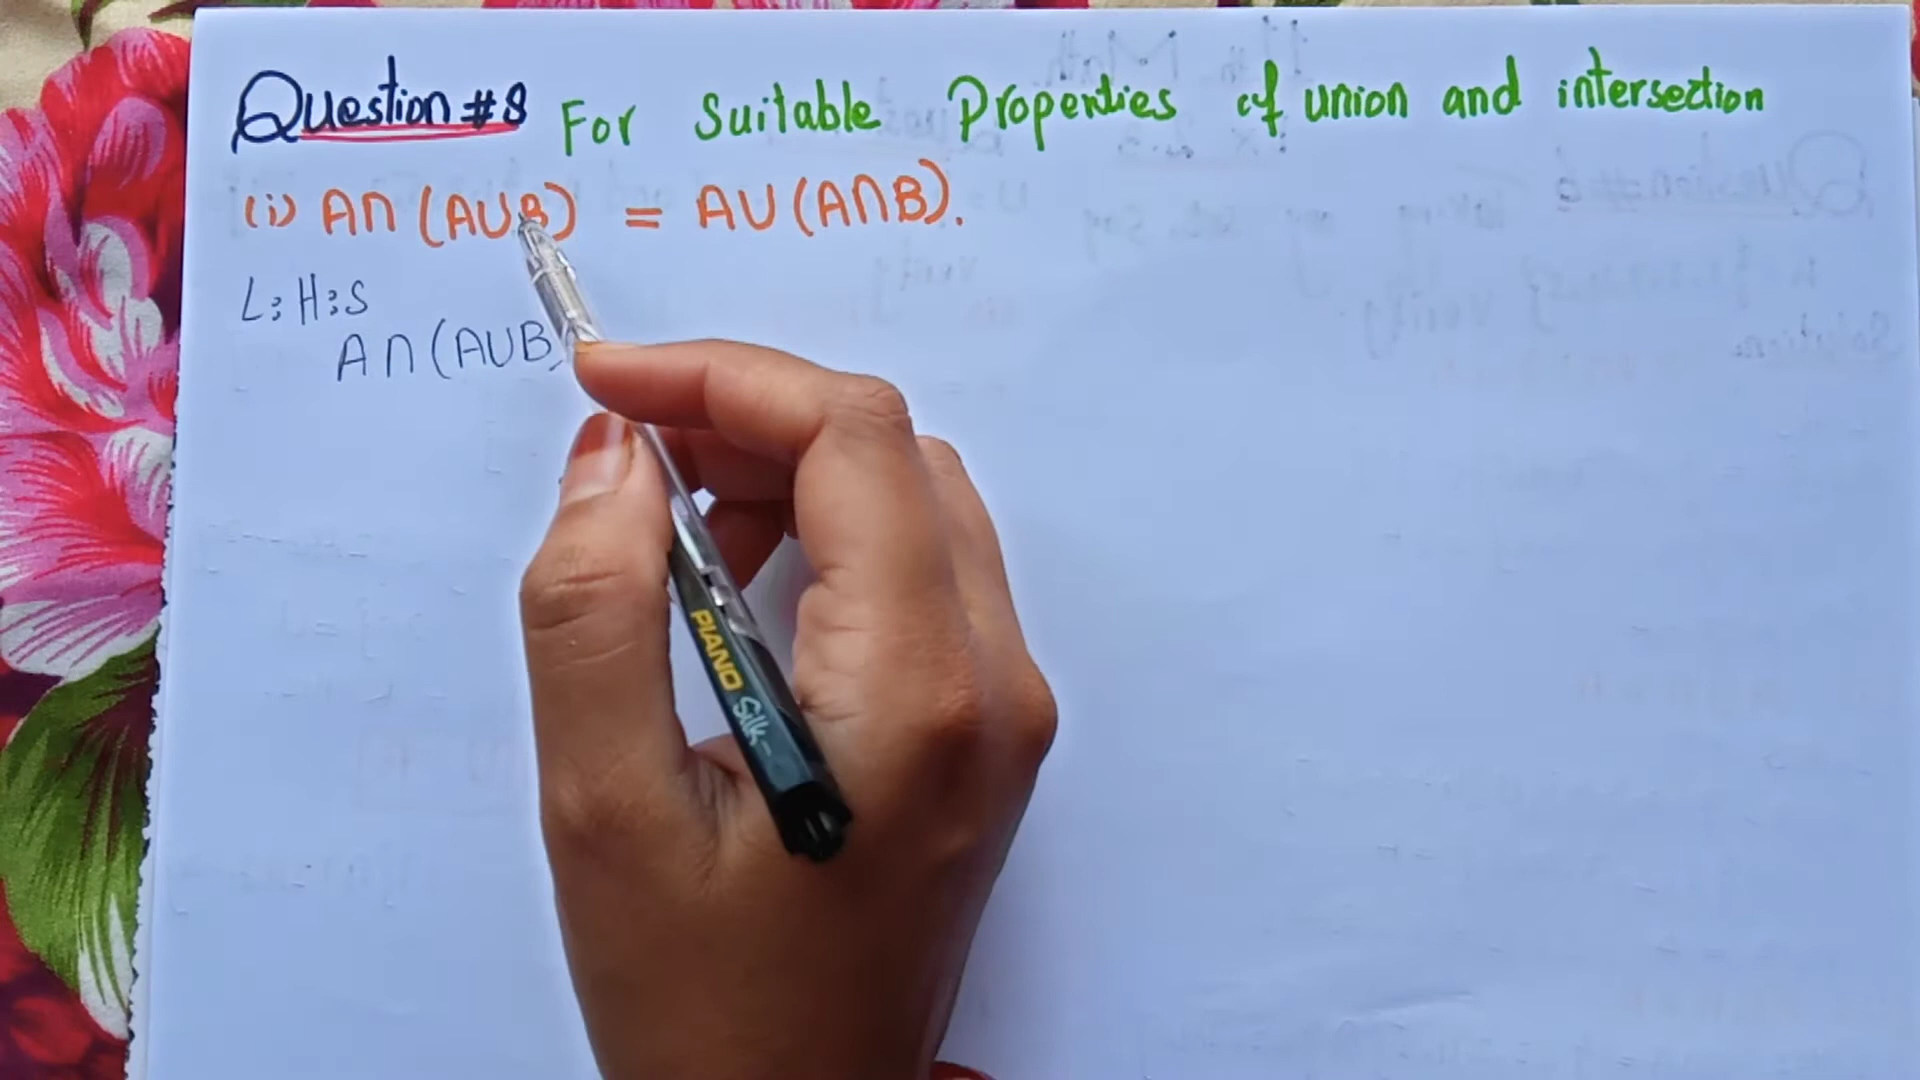 Question #8 For Suitable Properties of union and intersection
(i) A∩(A∪B) = A∪(A∩B).
L:H:S
A∩(A∪B)
PIANO Silk